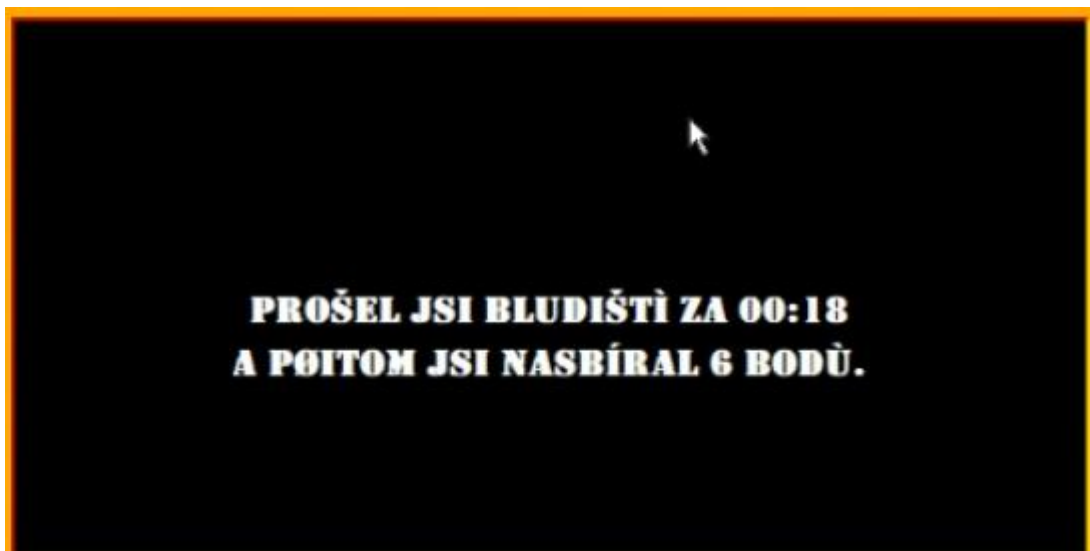 PROŠEL JSI BLUDIŠTÌ ZA 00:18
A PØITOM JSI NASBÍRAL 6 BODÙ.